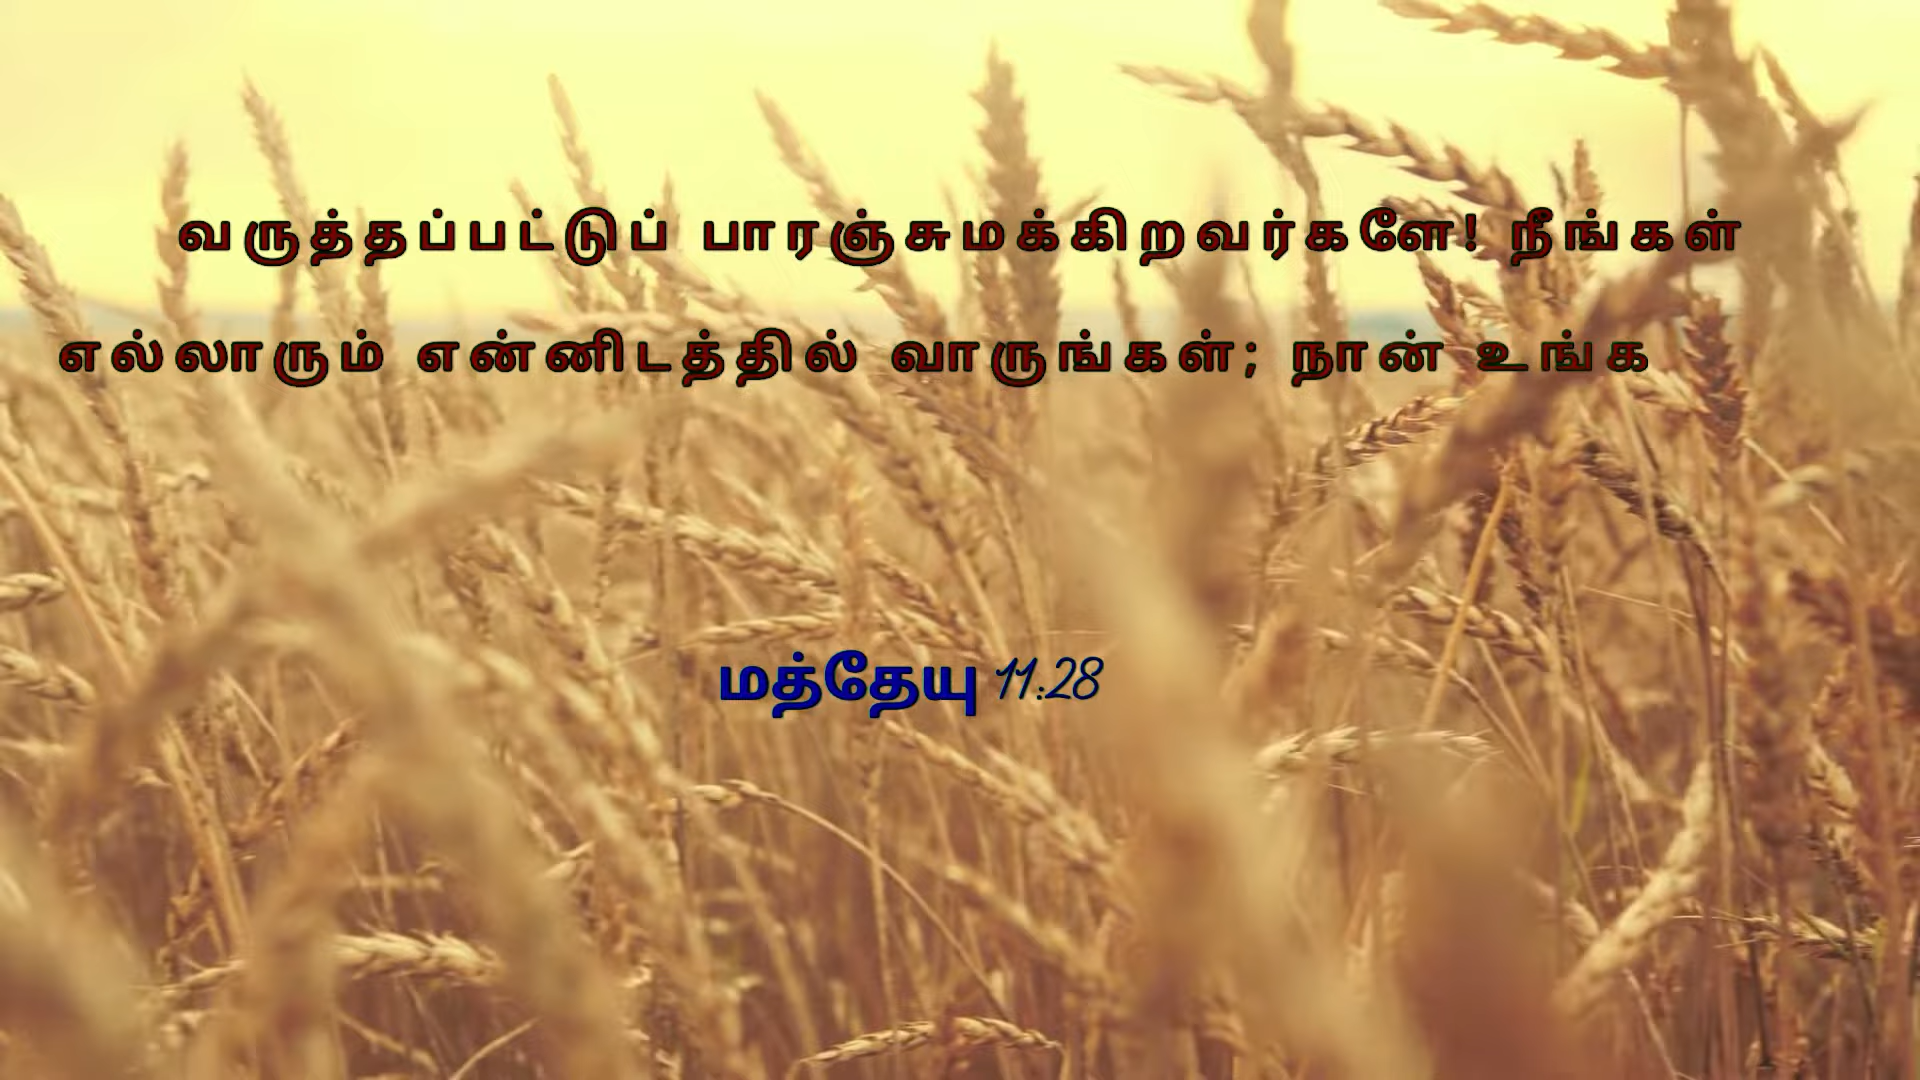 வருத்தப்பட்டுப் பாரஞ்சுமக்கிறவர்களே! நீங்கள்
எல்லாரும் என்னிடத்தில் வாருங்கள்; நான் உங்க
மத்தேயு 11:28